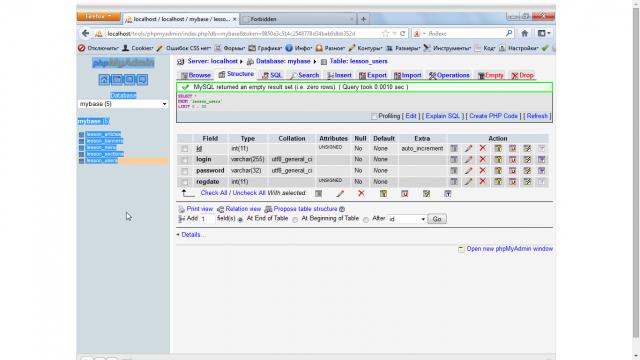 Firefox
localhost / localhost / mybase / lesso...
Forbidden
localhost/tools/phpmyadmin/index.php?db=mybase&token=
Яндекс
Отключить Cookies CSS Ошибок CSS нет Формы Графика Инфо Разное Контуры Размеры Инструменты Код Настройки
phpMyAdmin
Database
mybase (5)
mybase (5)
lesson_articles
lesson_banners
lesson_menu
lesson_sections
lesson_users
Server: localhost Database: mybase Table: lesson_users
Browse Structure SQL Search Insert Export Import Operations Empty Drop
MySQL returned an empty result set (i.e. zero rows). ( Query took 0.0010 sec )
SELECT *
FROM `lesson_users`
LIMIT 0 , 30
Profiling [ Edit ] [ Explain SQL ] [ Create PHP Code ] [ Refresh ]
Field Type Collation Attributes Null Default Extra Action
id int(11) UNSIGNED No None auto_increment
login varchar(255) utf8_general_ci No None
password varchar(32) utf8_general_ci No None
regdate int(11) UNSIGNED No None
Check All / Uncheck All With selected:
Print view Relation view Propose table structure
Add 1 field(s) At End of Table At Beginning of Table After id Go
+ Details...
Open new phpMyAdmin window